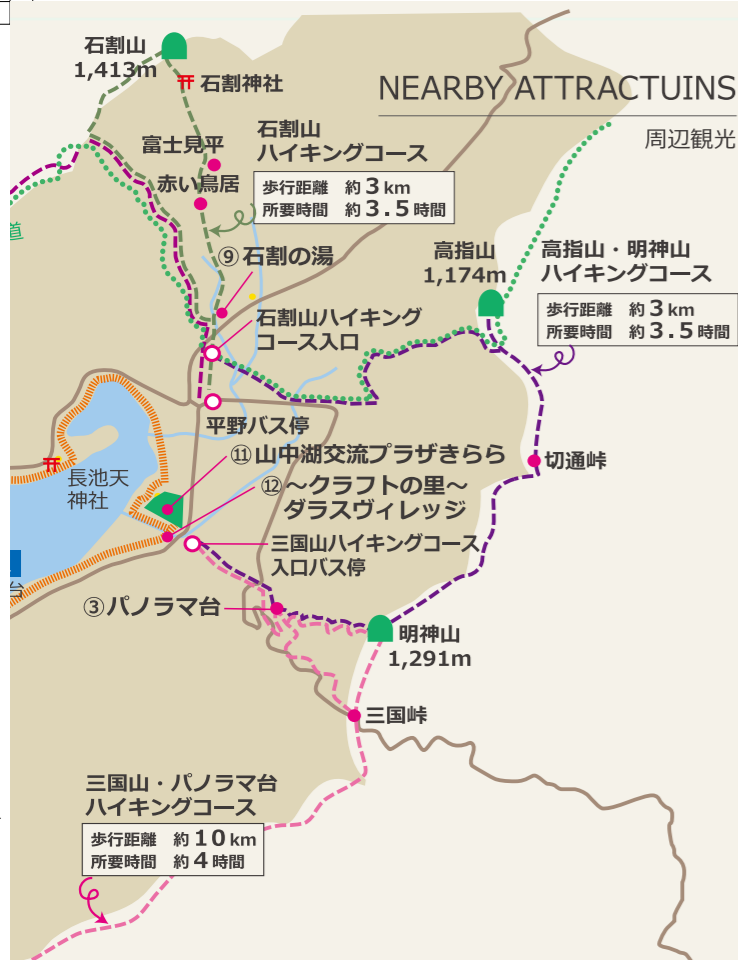 石割山
1,413m
石割神社
NEARBY ATTRACTUINS
周辺観光
富士見平
赤い鳥居
石割山
ハイキングコース
歩行距離 約3km
所要時間 約3.5時間
道
⑨石割の湯
高指山
1,174m
高指山・明神山
ハイキングコース
歩行距離 約3km
所要時間 約3.5時間
石割山ハイキング
コース入口
平野バス停
⑪山中湖交流プラザきらら
切通峠
長池天
神社
⑫～クラフトの里～
ダラスヴィレッジ
三国山ハイキングコース
入口バス停
台
③パノラマ台
明神山
1,291m
三国峠
三国山・パノラマ台
ハイキングコース
歩行距離 約10km
所要時間 約4時間